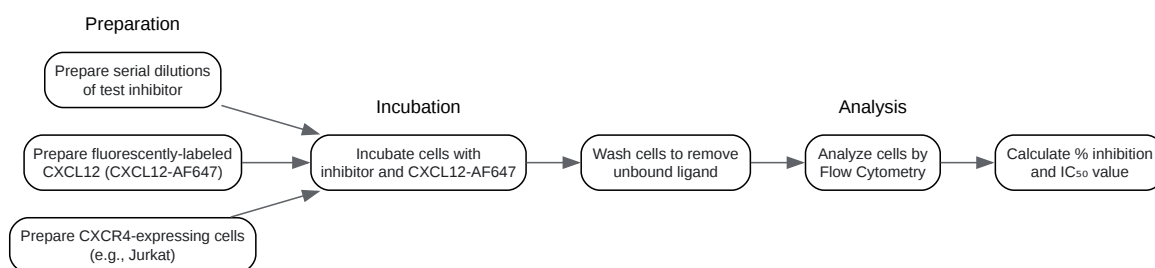 Preparation
Prepare serial dilutions
of test inhibitor
Prepare fluorescently-labeled
CXCL12 (CXCL12-AF647)
Prepare CXCR4-expressing cells
(e.g., Jurkat)
Incubation
Incubate cells with
inhibitor and CXCL12-AF647
Wash cells to remove
unbound ligand
Analysis
Analyze cells by
Flow Cytometry
Calculate % inhibition
and IC₅₀ value